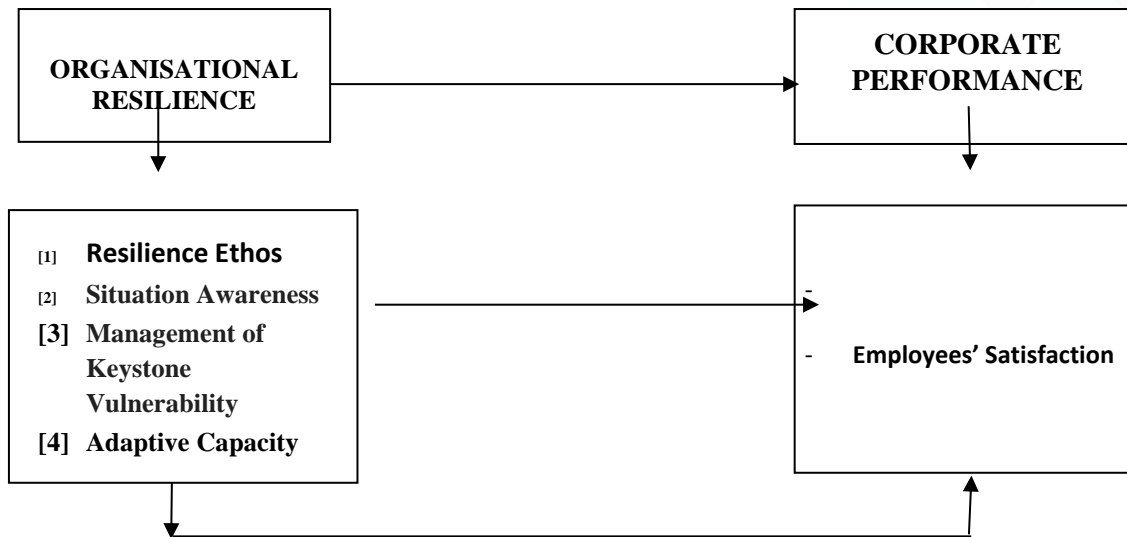 ORGANISATIONAL
RESILIENCE
CORPORATE
PERFORMANCE
[1] Resilience Ethos
[2] Situation Awareness
[3] Management of
Keystone
Vulnerability
[4] Adaptive Capacity
-
- Employees’ Satisfaction